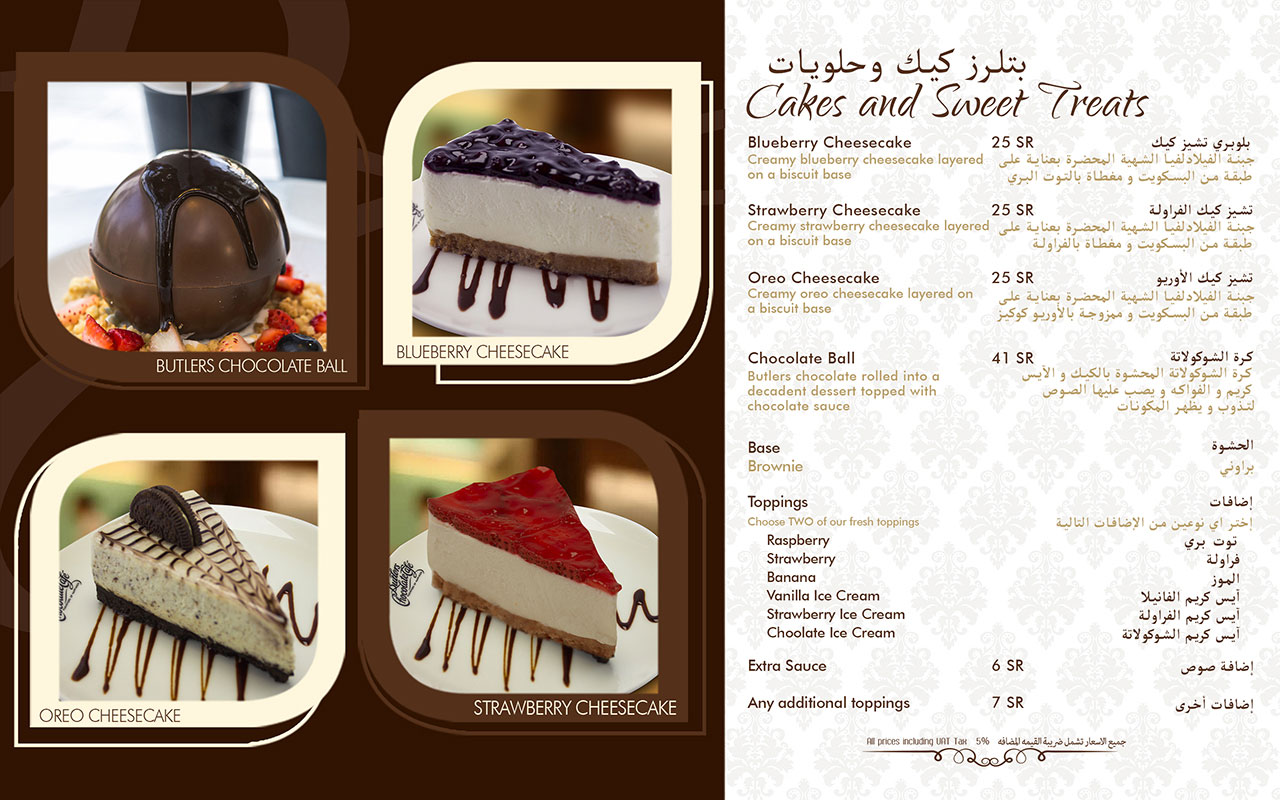 BUTLERS CHOCOLATE BALL
BLUEBERRY CHEESECAKE
OREO CHEESECAKE
STRAWBERRY CHEESECAKE
Butlers
Chocolate Café
بتلرز كيك وحلويات
Cakes and Sweet Treats
Blueberry Cheesecake 25 SR بلوبري تشيز كيك
Creamy blueberry cheesecake layered جبنة الفيلادلفيا الشهية المحضرة بعناية على
on a biscuit base طبقة من البسكويت و مغطاة بالتوت البري
Strawberry Cheesecake 25 SR تشيز كيك الفراولة
Creamy strawberry cheesecake layered جبنة الفيلادلفيا الشهية المحضرة بعناية على
on a biscuit base طبقة من البسكويت و مغطاة بالفراولة
Oreo Cheesecake 25 SR تشيز كيك الأوريو
Creamy oreo cheesecake layered on جبنة الفيلادلفيا الشهية المحضرة بعناية على
a biscuit base طبقة من البسكويت و ممزوجة بالأوريو كوكيز
Chocolate Ball 41 SR كرة الشوكولاتة
Butlers chocolate rolled into a كرة الشوكولاتة المحشوة بالكيك و الآيس
decadent dessert topped with كريم و الفواكه و يصب عليها الصوص
chocolate sauce لتذوب و يظهر المكونات
Base الحشوة
Brownie براوني
Toppings إضافات
Choose TWO of our fresh toppings إختر اي نوعين من الإضافات التالية
Raspberry توت بري
Strawberry فراولة
Banana الموز
Vanilla Ice Cream آيس كريم الفانيلا
Strawberry Ice Cream آيس كريم الفراولة
Choolate Ice Cream آيس كريم الشوكولاتة
Extra Sauce 6 SR إضافة صوص
Any additional toppings 7 SR إضافات أخرى
All prices including VAT Tax 5% جميع الاسعار تشمل ضريبة القيمه المضافه